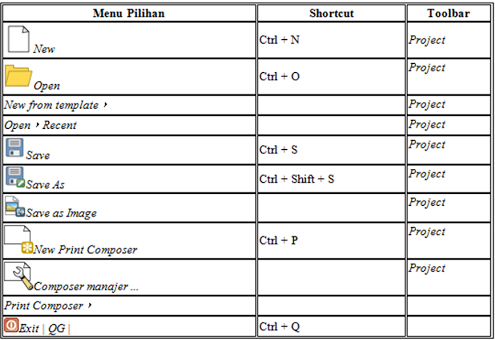 Menu Pilihan Shortcut Toolbar
New Ctrl + N Project
Open Ctrl + O Project
New from template ‣ Project
Open ‣ Recent Project
Save Ctrl + S Project
Save As Ctrl + Shift + S Project
Save as Image Project
New Print Composer Ctrl + P Project
Composer manajer ... Project
Print Composer ‣
Exit | QG | Ctrl + Q